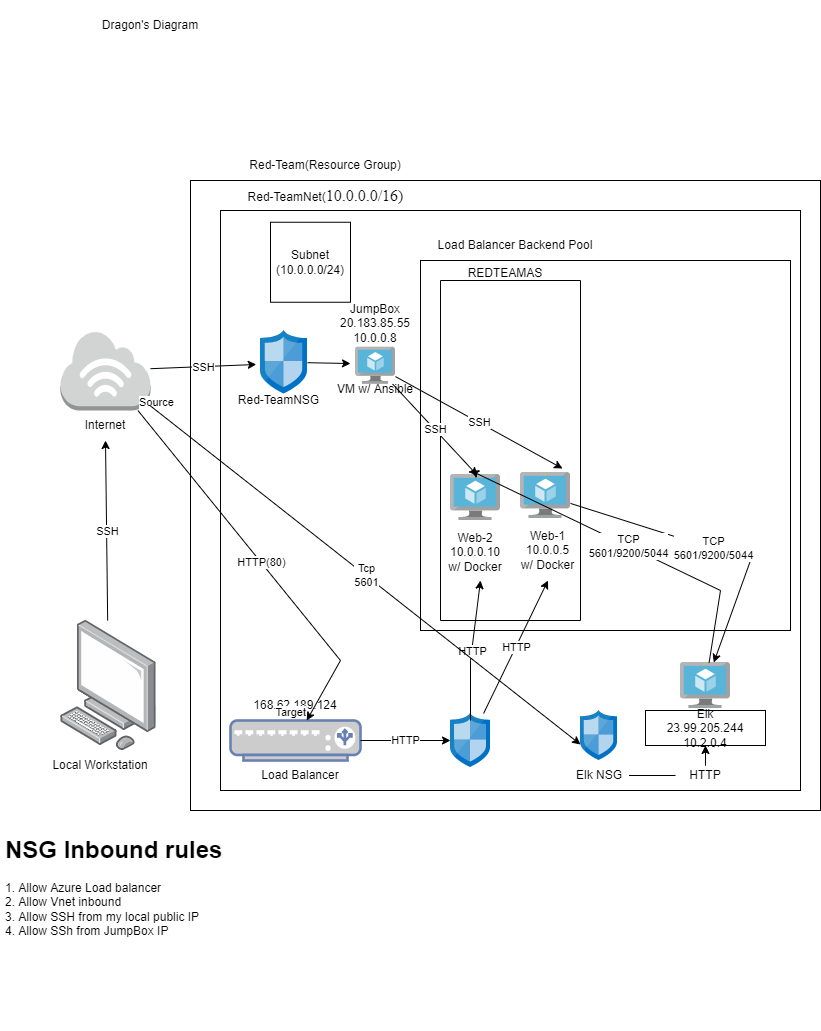 Dragon's Diagram
Red-Team(Resource Group)
Red-TeamNet(10.0.0.0/16)
Subnet
(10.0.0.0/24)
Load Balancer Backend Pool
REDTEAMAS
JumpBox
20.183.85.55
10.0.0.8
VM w/ Ansible
SSH
Red-TeamNSG
Source
Internet
SSH
SSH
SSH
Web-2
10.0.0.10
w/ Docker
Web-1
10.0.0.5
w/ Docker
TCP
5601/9200/5044
TCP
5601/9200/5044
SSH
HTTP(80)
Tcp
5601
HTTP
HTTP
Local Workstation
168.62.189.124
Target
Load Balancer
HTTP
Elk NSG
Elk
23.99.205.244
10.2.0.4
HTTP
NSG Inbound rules
1. Allow Azure Load balancer
2. Allow Vnet inbound
3. Allow SSH from my local public IP
4. Allow SSh from JumpBox IP